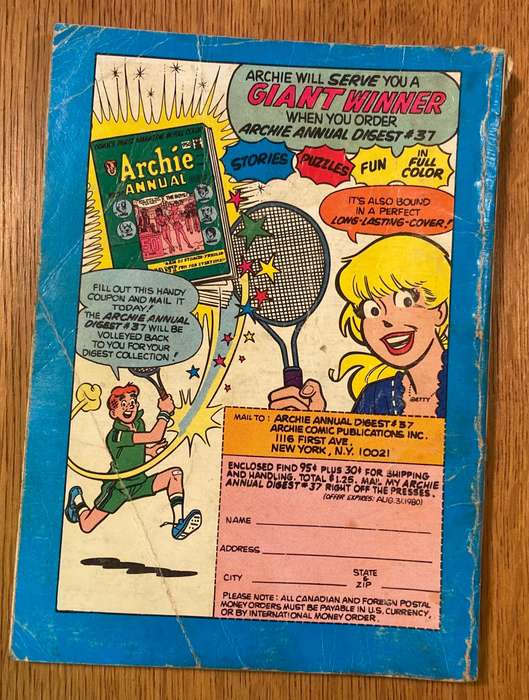 ARCHIE WILL SERVE YOU A
GIANT WINNER
WHEN YOU ORDER
ARCHIE ANNUAL DIGEST #37
STORIES
PUZZLES
FUN
IN
FULL
COLOR
Archie
ANNUAL
IT'S ALSO BOUND
IN A PERFECT
LONG-LASTING-COVER!
FILL OUT THIS HANDY
COUPON AND MAIL IT
TODAY!
THE ARCHIE ANNUAL
DIGEST #37 WILL BE
VOLLEYED BACK
TO YOU FOR YOUR
DIGEST COLLECTION!
BETTY
MAIL TO: ARCHIE ANNUAL DIGEST #37
ARCHIE COMIC PUBLICATIONS INC.
1116 FIRST AVE.
NEW YORK, N.Y. 10021
ENCLOSED FIND 95¢ PLUS 30¢ FOR SHIPPING
AND HANDLING. TOTAL $1.25. MAIL MY ARCHIE
ANNUAL DIGEST #37 RIGHT OFF THE PRESSES.
(OFFER EXPIRES: AUG.31,1980)
NAME
ADDRESS
CITY
STATE
&
ZIP
PLEASE NOTE: ALL CANADIAN AND FOREIGN POSTAL
MONEY ORDERS MUST BE PAYABLE IN U.S. CURRENCY,
OR BY INTERNATIONAL MONEY ORDER.